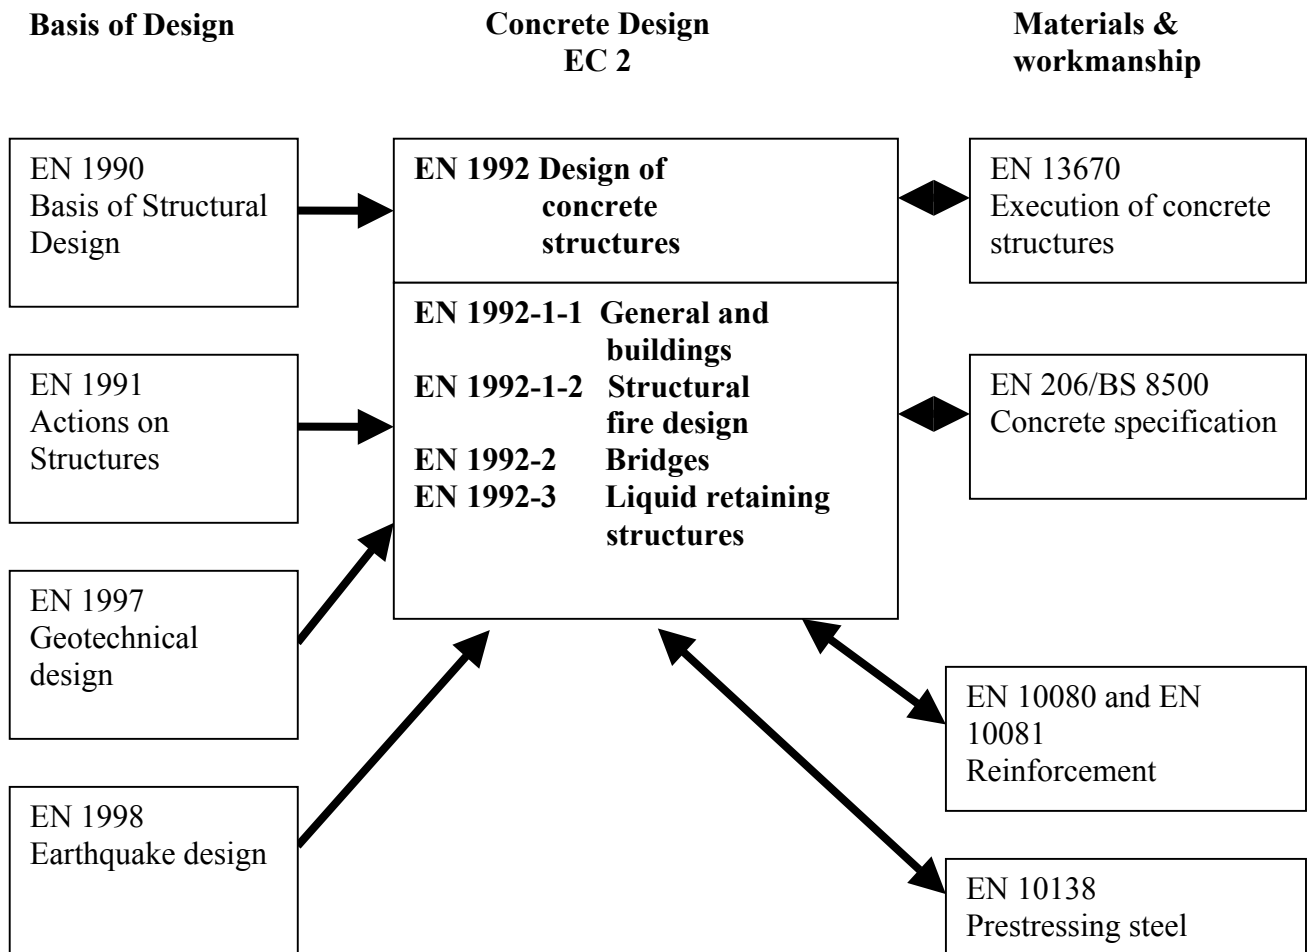 Basis of Design
Concrete Design
EC 2
Materials &
workmanship
EN 1990
Basis of Structural
Design
EN 1991
Actions on
Structures
EN 1997
Geotechnical
design
EN 1998
Earthquake design
EN 1992 Design of
concrete
structures
EN 1992-1-1 General and
buildings
EN 1992-1-2 Structural
fire design
EN 1992-2 Bridges
EN 1992-3 Liquid retaining
structures
EN 13670
Execution of concrete
structures
EN 206/BS 8500
Concrete specification
EN 10080 and EN
10081
Reinforcement
EN 10138
Prestressing steel